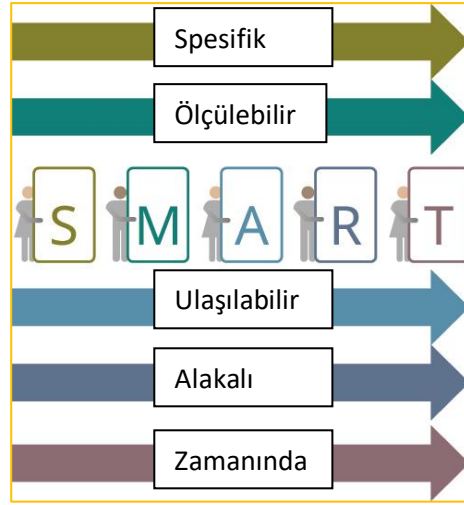 Spesifik
Ölçülebilir
S M A R T
Ulaşılabilir
Alakalı
Zamanında